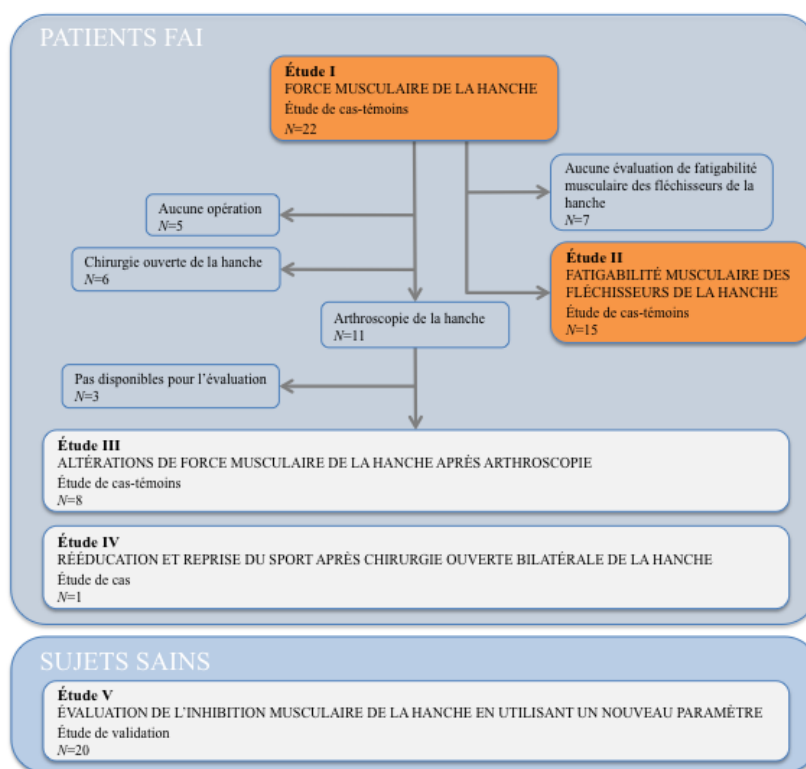 PATIENTS FAI
Étude I
FORCE MUSCULAIRE DE LA HANCHE
Étude de cas-témoins
N=22
Aucune évaluation de fatigabilité
musculaire des fléchisseurs de la
hanche
N=7
Aucune opération
N=5
Chirurgie ouverte de la hanche
N=6
Étude II
FATIGABILITÉ MUSCULAIRE DES
FLÉCHISSEURS DE LA HANCHE
Étude de cas-témoins
N=15
Arthroscopie de la hanche
N=11
Pas disponibles pour l'évaluation
N=3
Étude III
ALTÉRATIONS DE FORCE MUSCULAIRE DE LA HANCHE APRÈS ARTHROSCOPIE
Étude de cas-témoins
N=8
Étude IV
RÉÉDUCATION ET REPRISE DU SPORT APRÈS CHIRURGIE OUVERTE BILATÉRALE DE LA HANCHE
Étude de cas
N=1
SUJETS SAINS
Étude V
ÉVALUATION DE L'INHIBITION MUSCULAIRE DE LA HANCHE EN UTILISANT UN NOUVEAU PARAMÈTRE
Étude de validation
N=20